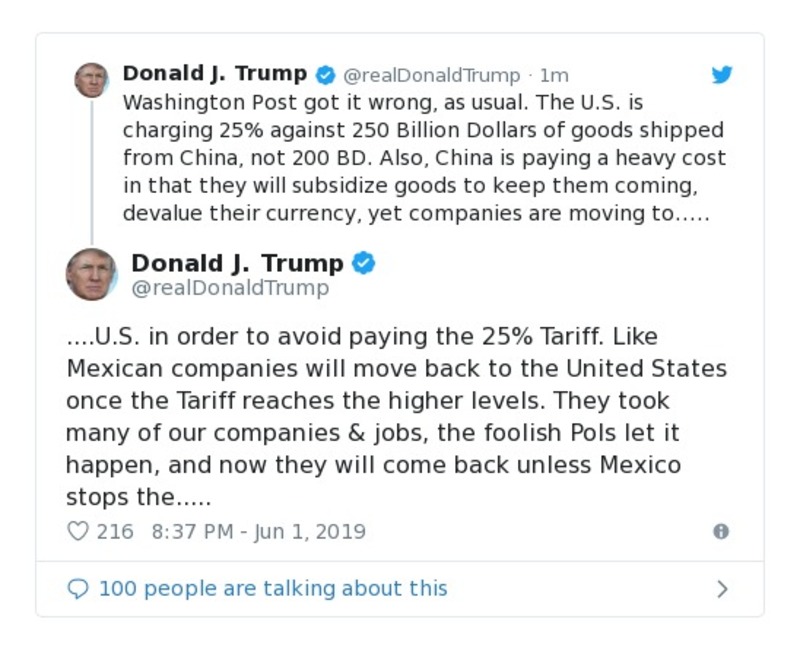 Donald J. Trump @realDonaldTrump · 1m
Washington Post got it wrong, as usual. The U.S. is
charging 25% against 250 Billion Dollars of goods shipped
from China, not 200 BD. Also, China is paying a heavy cost
in that they will subsidize goods to keep them coming,
devalue their currency, yet companies are moving to.....
Donald J. Trump
@realDonaldTrump
....U.S. in order to avoid paying the 25% Tariff. Like
Mexican companies will move back to the United States
once the Tariff reaches the higher levels. They took
many of our companies & jobs, the foolish Pols let it
happen, and now they will come back unless Mexico
stops the.....
216 8:37 PM - Jun 1, 2019
100 people are talking about this